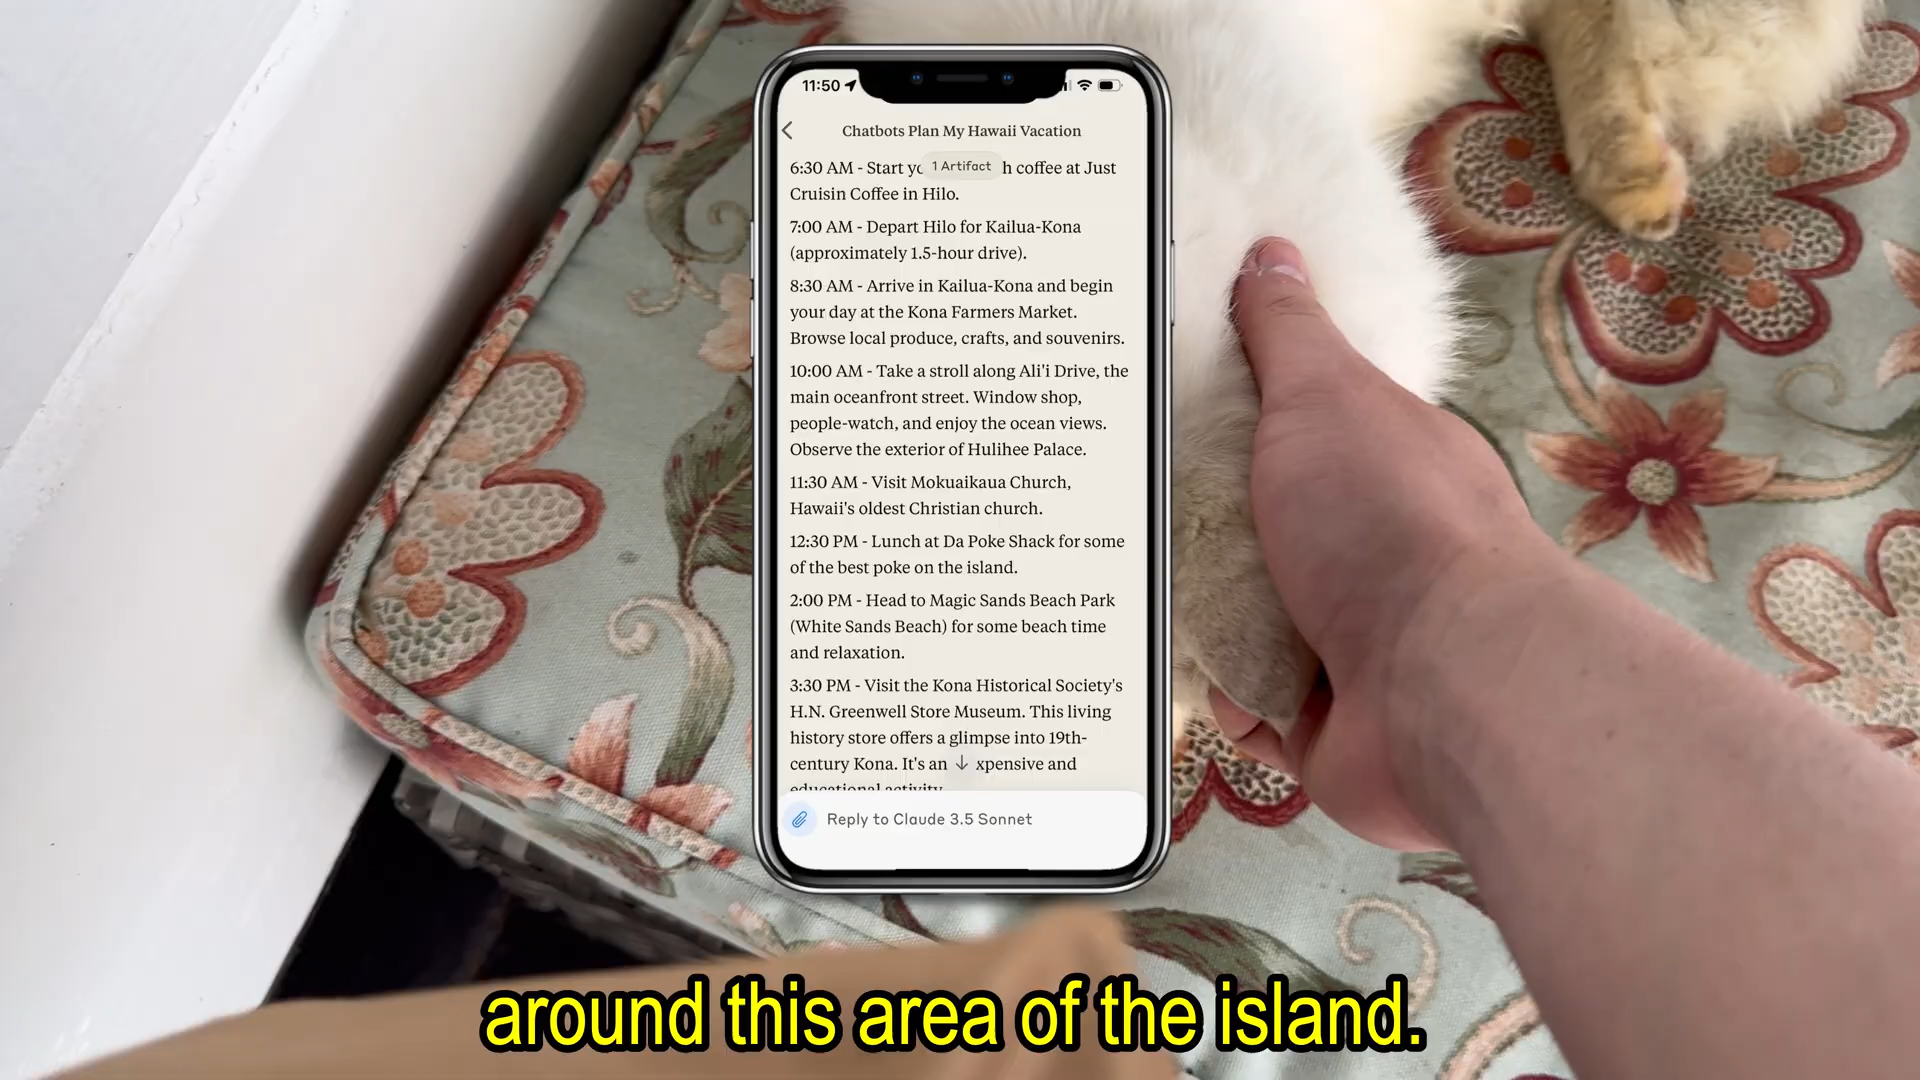 11:50
Chatbots Plan My Hawaii Vacation
1 Artifact
6:30 AM - Start yo h coffee at Just
Cruisin Coffee in Hilo.
7:00 AM - Depart Hilo for Kailua-Kona
(approximately 1.5-hour drive).
8:30 AM - Arrive in Kailua-Kona and begin
your day at the Kona Farmers Market.
Browse local produce, crafts, and souvenirs.
10:00 AM - Take a stroll along Ali'i Drive, the
main oceanfront street. Window shop,
people-watch, and enjoy the ocean views.
Observe the exterior of Hulihee Palace.
11:30 AM - Visit Mokuaikaua Church,
Hawaii's oldest Christian church.
12:30 PM - Lunch at Da Poke Shack for some
of the best poke on the island.
2:00 PM - Head to Magic Sands Beach Park
(White Sands Beach) for some beach time
and relaxation.
3:30 PM - Visit the Kona Historical Society's
H.N. Greenwell Store Museum. This living
history store offers a glimpse into 19th-
century Kona. It's an xpensive and
educational activity.
Reply to Claude 3.5 Sonnet
around this area of the island.